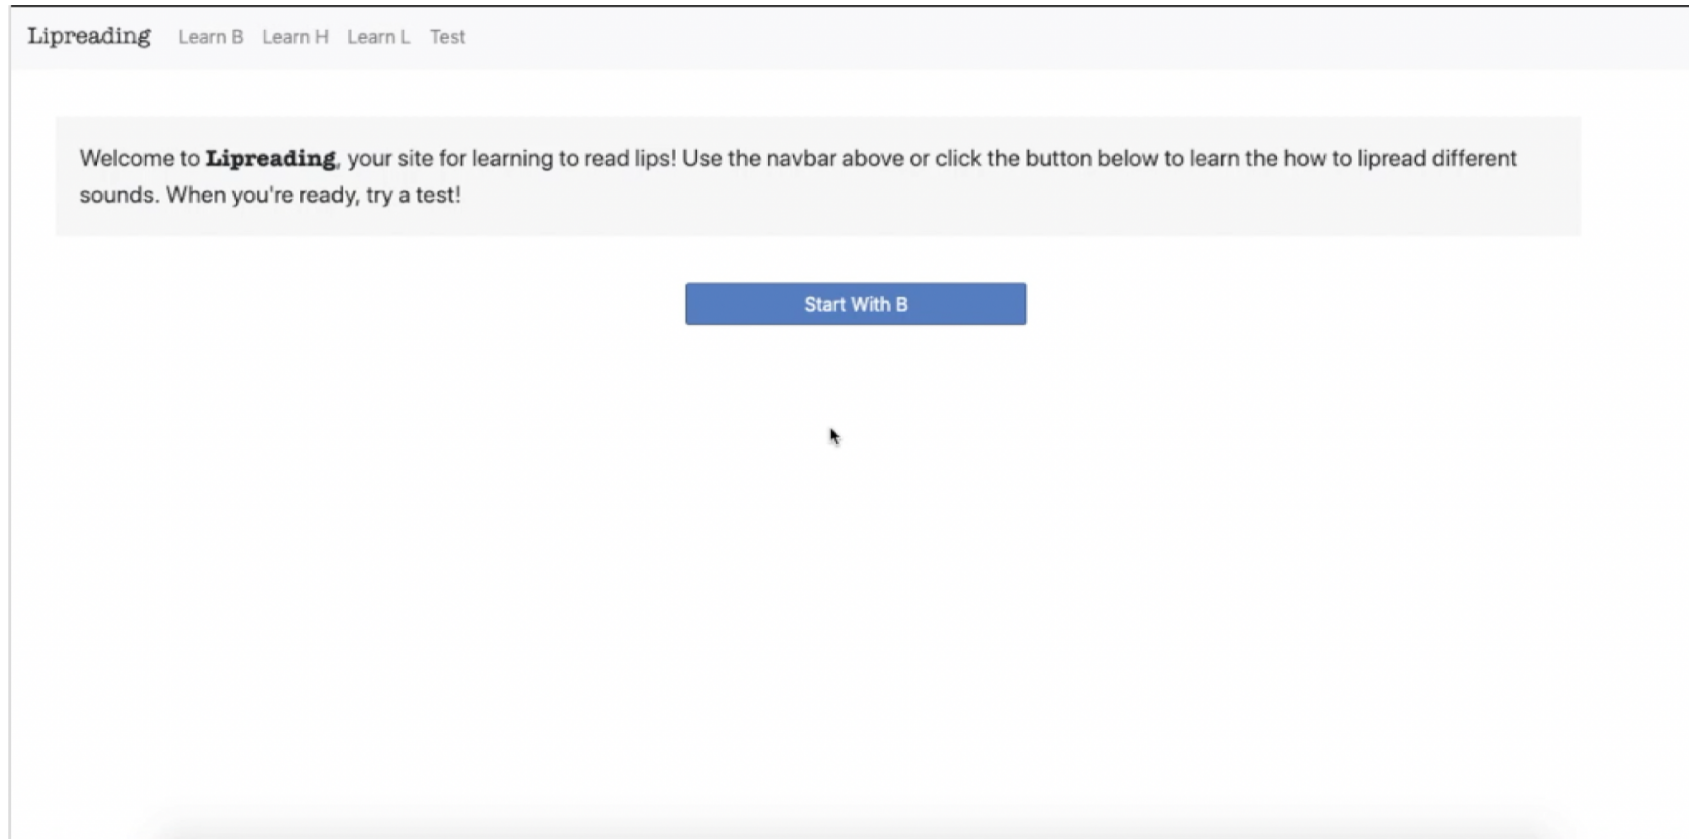 Lipreading Learn B Learn H Learn L Test
Welcome to Lipreading, your site for learning to read lips! Use the navbar above or click the button below to learn the how to lipread different
sounds. When you're ready, try a test!
Start With B